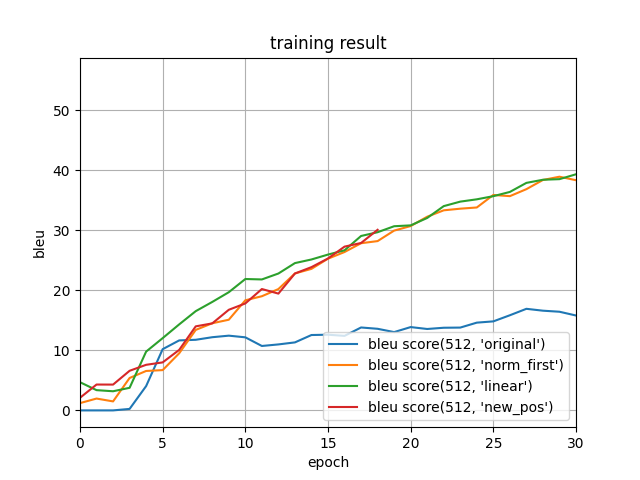 training result
bleu
50
40
30
20
10
0
0 5 10 15 20 25 30
epoch
bleu score(512, 'original')
bleu score(512, 'norm_first')
bleu score(512, 'linear')
bleu score(512, 'new_pos')